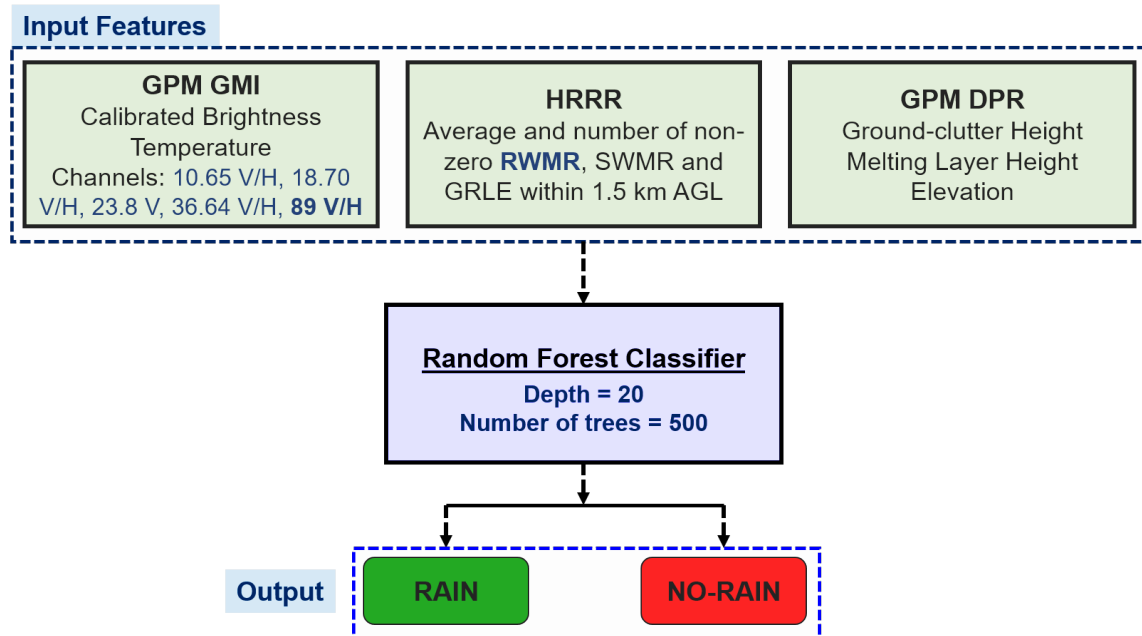 Input Features
GPM GMI
Calibrated Brightness
Temperature
Channels: 10.65 V/H, 18.70
V/H, 23.8 V, 36.64 V/H, 89 V/H
HRRR
Average and number of non-
zero RWMR, SWMR and
GRLE within 1.5 km AGL
GPM DPR
Ground-clutter Height
Melting Layer Height
Elevation
Random Forest Classifier
Depth = 20
Number of trees = 500
Output
RAIN
NO-RAIN